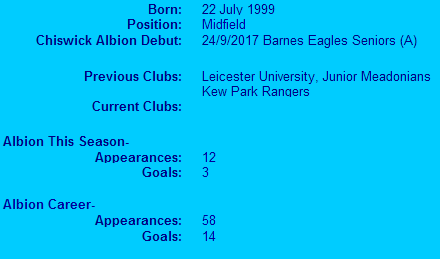 Born: 22 July 1999
Position: Midfield
Chiswick Albion Debut: 24/9/2017 Barnes Eagles Seniors (A)
Previous Clubs: Leicester University, Junior Meadonians
Kew Park Rangers
Current Clubs:
Albion This Season-
Appearances: 12
Goals: 3
Albion Career-
Appearances: 58
Goals: 14